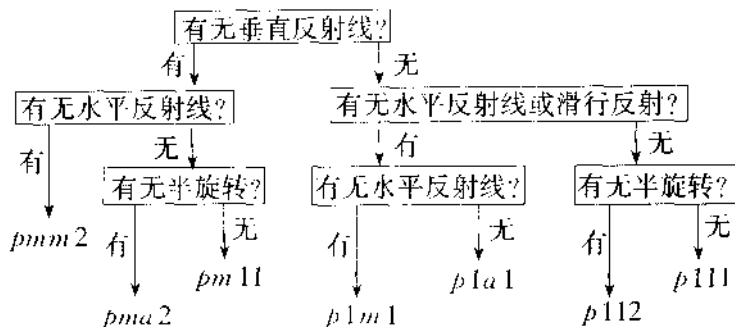 有无垂直反射线?
有 无
有无水平反射线? 有无水平反射线或滑行反射?
有 无 有 无
有无半旋转? 有无水平反射线? 有无半旋转?
有 无 有 无 有 无
pmm2 pm11 p1a1 p111
pma2 p1m1 p112